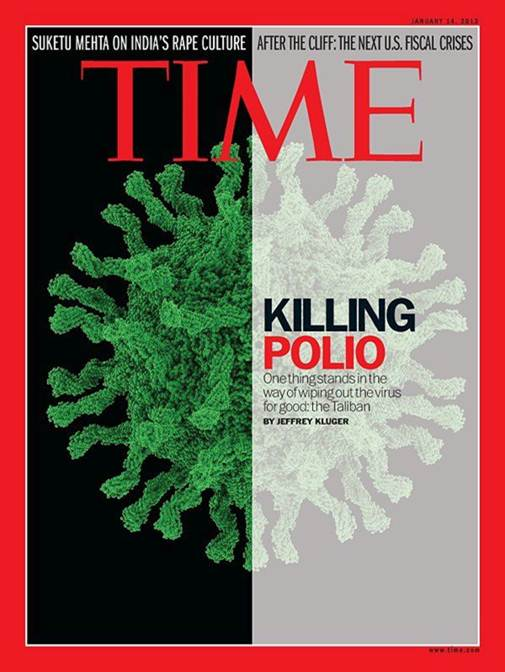 JANUARY 14, 2013
SUKETU MEHTA ON INDIA'S RAPE CULTURE
AFTER THE CLIFF: THE NEXT U.S. FISCAL CRISES
TIME
KILLING
POLIO
One thing stands in the
way of wiping out the virus
for good: the Taliban
BY JEFFREY KLUGER
www.time.com